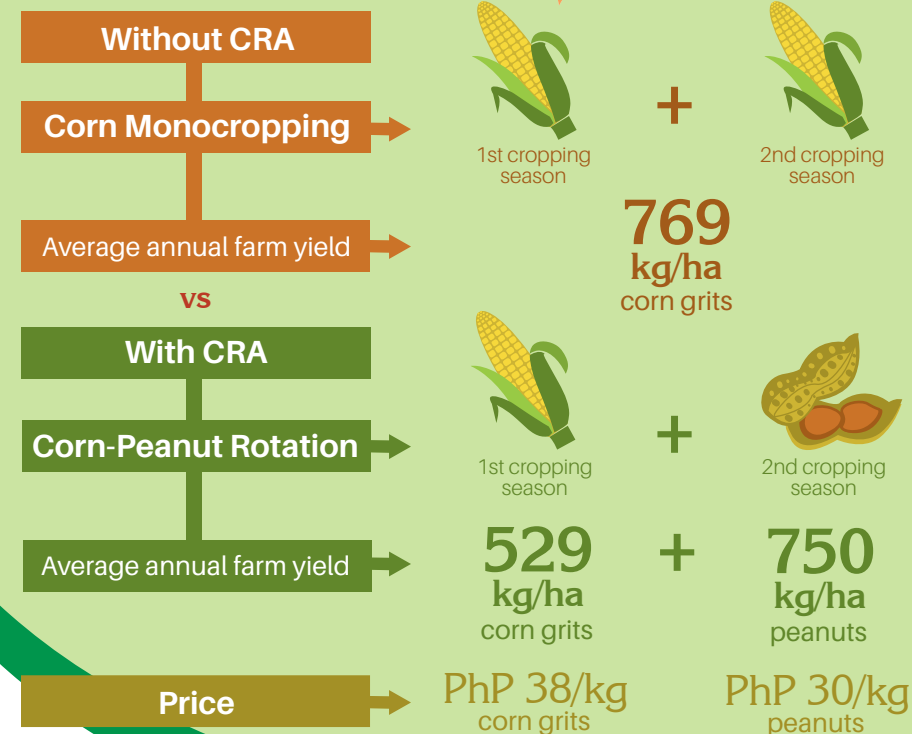 Without CRA
Corn Monocropping
+
1st cropping
season
2nd cropping
season
Average annual farm yield
769
kg/ha
corn grits
vs
With CRA
Corn-Peanut Rotation
+
1st cropping
season
2nd cropping
season
Average annual farm yield
529
kg/ha
corn grits
+
750
kg/ha
peanuts
Price
PhP 38/kg
corn grits
PhP 30/kg
peanuts